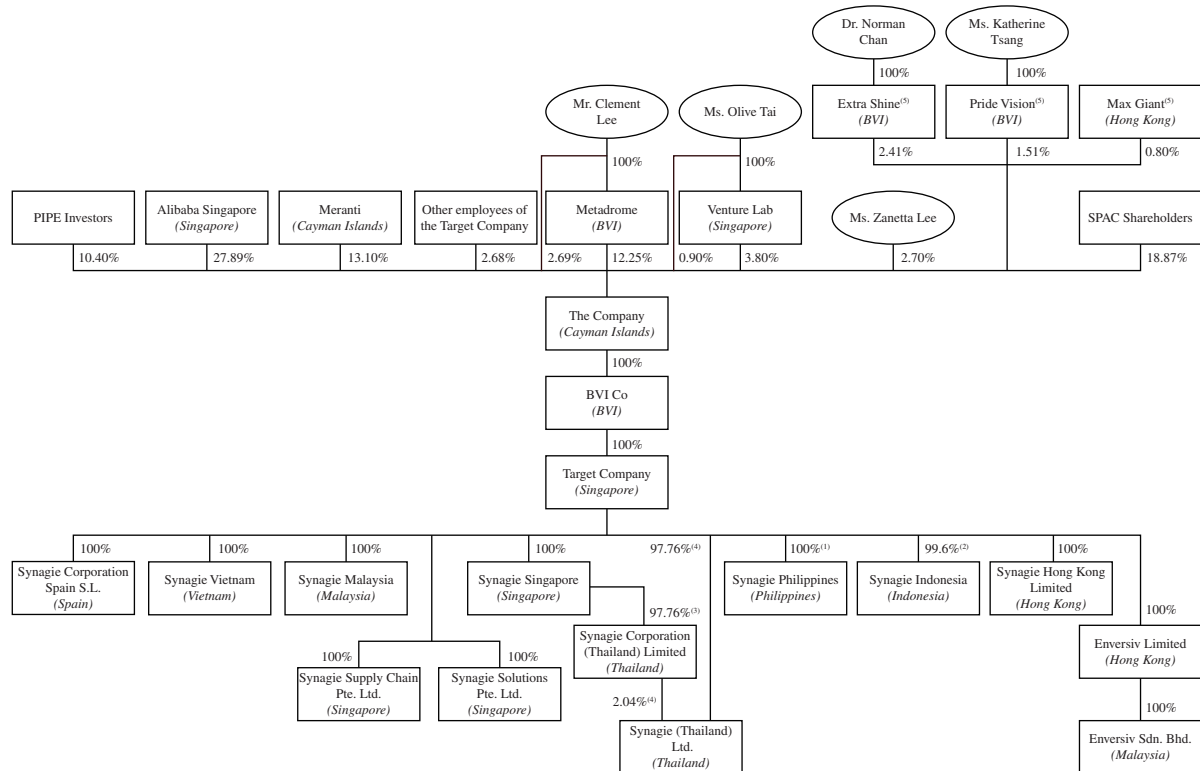 Dr. Norman
Chan
Ms. Katherine
Tsang
100%
100%
Mr. Clement
Lee
Ms. Olive Tai
Extra Shine(5)
(BVI)
Pride Vision(5)
(BVI)
Max Giant(5)
(Hong Kong)
2.41%
1.51%
0.80%
100%
100%
PIPE Investors
Alibaba Singapore
(Singapore)
Meranti
(Cayman Islands)
Other employees of
the Target Company
Metadrome
(BVI)
Venture Lab
(Singapore)
Ms. Zanetta Lee
SPAC Shareholders
10.40%
27.89%
13.10%
2.68%
2.69%
12.25%
0.90%
3.80%
2.70%
18.87%
The Company
(Cayman Islands)
100%
BVI Co
(BVI)
100%
Target Company
(Singapore)
100%
100%
100%
100%
97.76%(4)
100%(1)
99.6%(2)
100%
Synagie Corporation
Spain S.L.
(Spain)
Synagie Vietnam
(Vietnam)
Synagie Malaysia
(Malaysia)
Synagie Singapore
(Singapore)
Synagie Philippines
(Philippines)
Synagie Indonesia
(Indonesia)
Synagie Hong Kong
Limited
(Hong Kong)
97.76%(3)
100%
Synagie Corporation
(Thailand) Limited
(Thailand)
Enversiv Limited
(Hong Kong)
100%
100%
Synagie Supply Chain
Pte. Ltd.
(Singapore)
Synagie Solutions
Pte. Ltd.
(Singapore)
2.04%(4)
100%
Synagie (Thailand)
Ltd.
(Thailand)
Enversiv Sdn. Bhd.
(Malaysia)